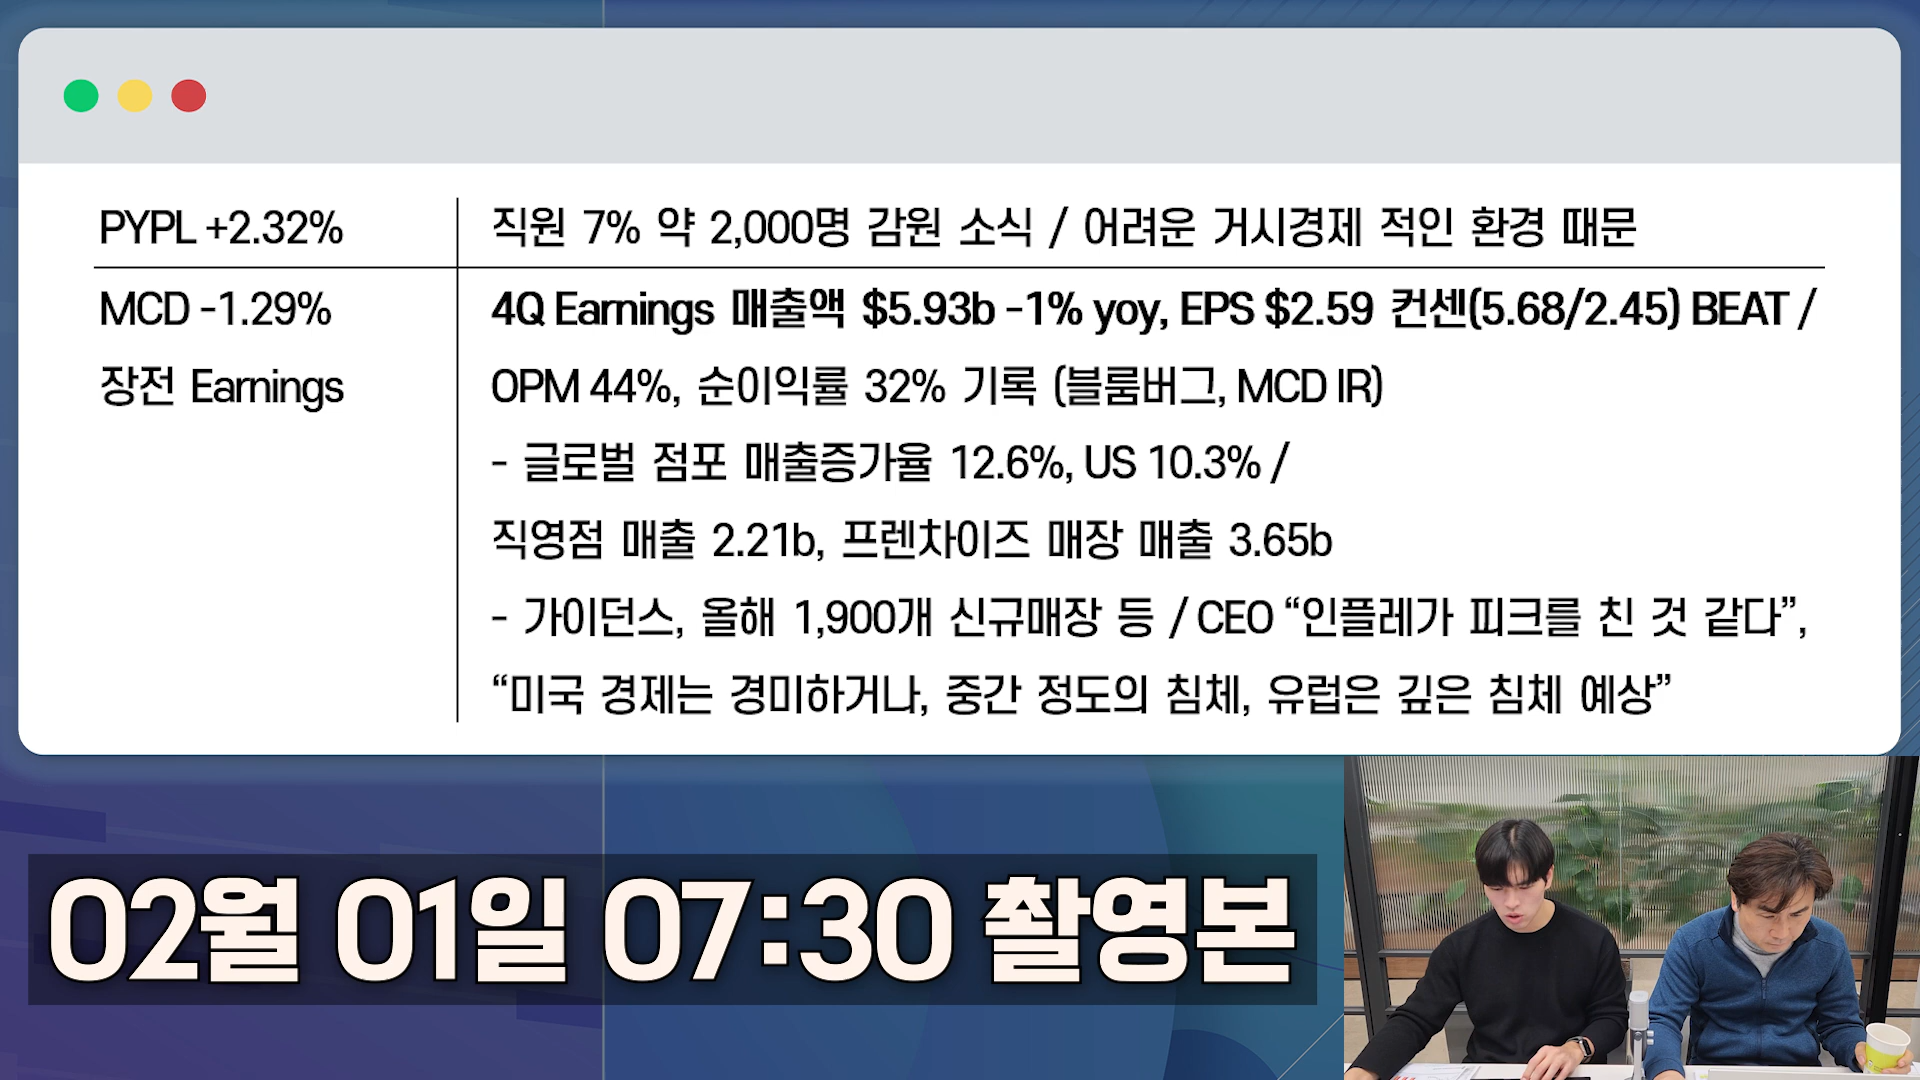 PYPL +2.32%
직원 7% 약 2,000명 감원 소식 / 어려운 거시경제 적인 환경 때문
MCD -1.29%
장전 Earnings
4Q Earnings 매출액 $5.93b -1% yoy, EPS $2.59 컨센(5.68/2.45) BEAT /
OPM 44%, 순이익률 32% 기록 (블룸버그, MCD IR)
- 글로벌 점포 매출증가율 12.6%, US 10.3% /
직영점 매출 2.21b, 프렌차이즈 매장 매출 3.65b
- 가이던스, 올해 1,900개 신규매장 등 / CEO “인플레가 피크를 친 것 같다”,
“미국 경제는 경미하거나, 중간 정도의 침체, 유럽은 깊은 침체 예상”
02월 01일 07:30 촬영본